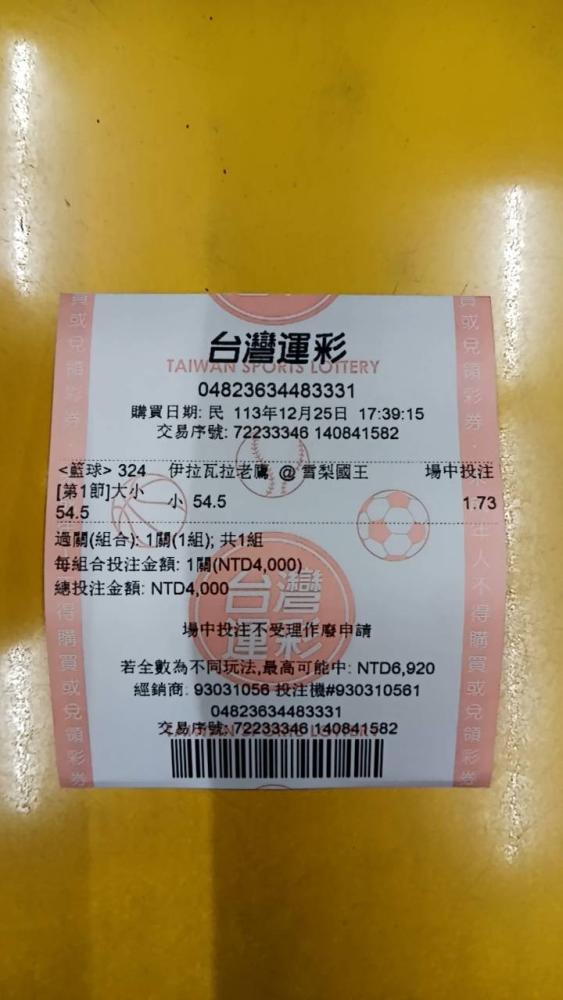 台灣運彩
TAIWAN SPORTS LOTTERY
04823634483331
購買日期: 民 113年12月25日 17:39:15
交易序號: 72233346 140841582
<籃球> 324 伊拉瓦拉老鷹 @ 雪梨國王 場中投注
[第1節]大小 小 54.5 1.73
54.5
過關(組合): 1關(1組); 共1組
每組合投注金額: 1關(NTD4,000)
總投注金額: NTD4,000
台灣
運彩
場中投注不受理作廢申請
若全數為不同玩法,最高可能中: NTD6,920
經銷商: 93031056 投注機#930310561
04823634483331
交易序號: 72233346 140841582